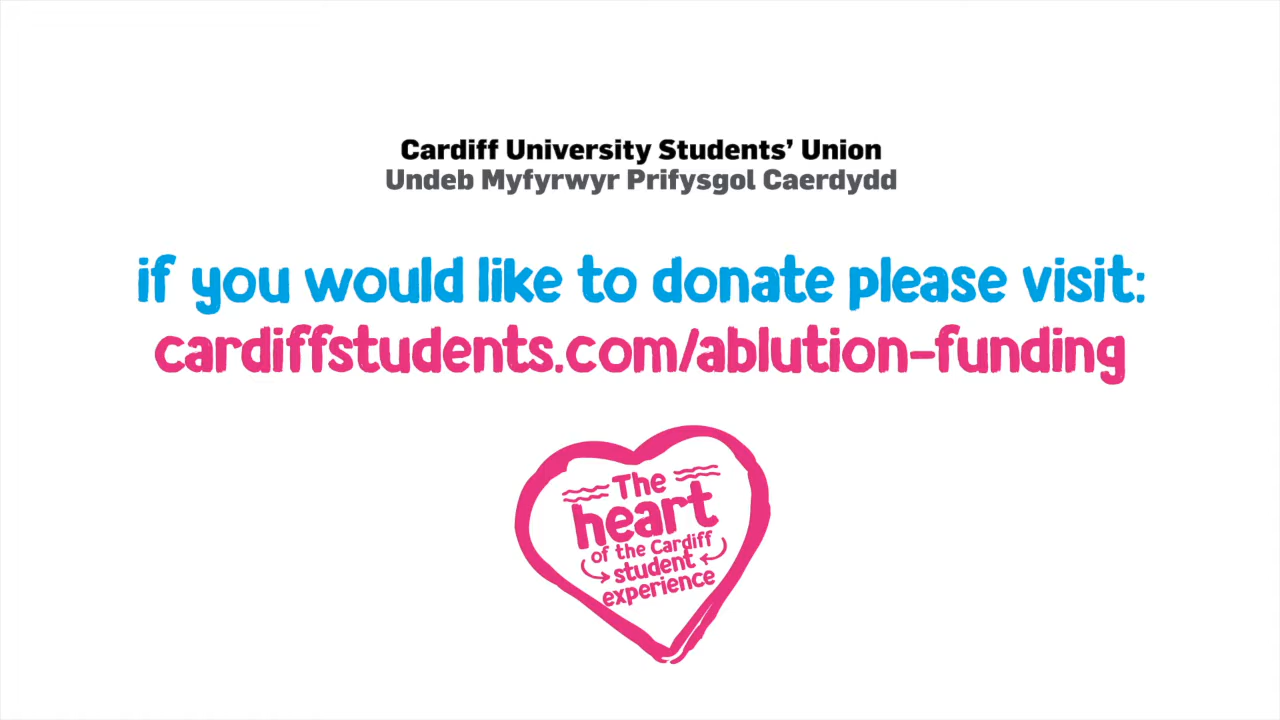 Cardiff University Students’ Union
Undeb Myfyrwyr Prifysgol Caerdydd
if you would like to donate please visit:
cardiffstudents.com/ablution-funding
The
heart
of the Cardiff
student
experience